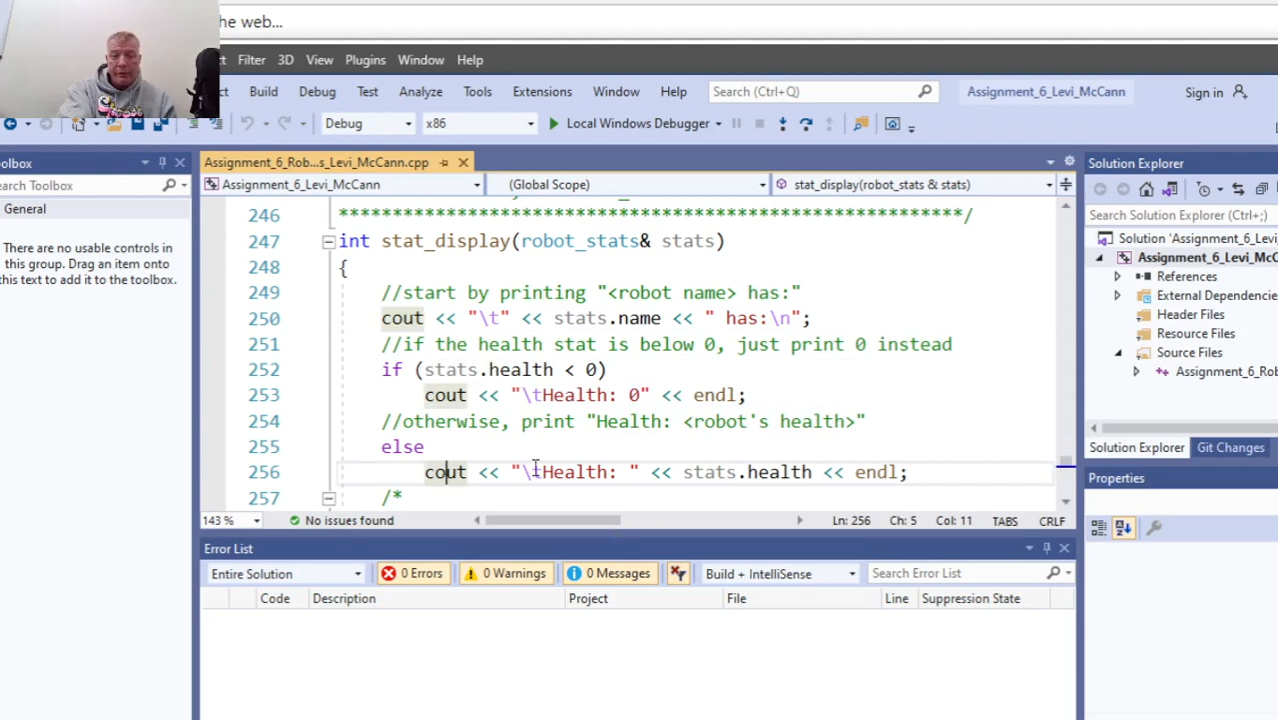 he web...
Filter 3D View Plugins Window Help
Build Debug Test Analyze Tools Extensions Window Help Search (Ctrl+Q) Assignment_6_Levi_McCann Sign in
Debug x86 Local Windows Debugger
oolbox
earch Toolbox
General
There are no usable controls in
this group. Drag an item onto
this text to add it to the toolbox.
Assignment_6_Rob...s_Levi_McCann.cpp
Assignment_6_Levi_McCann (Global Scope) stat_display(robot_stats & stats)
246 **********************************************************/
247 int stat_display(robot_stats& stats)
248 {
249 //start by printing "<robot name> has:"
250 cout << "\t" << stats.name << " has:\n";
251 //if the health stat is below 0, just print 0 instead
252 if (stats.health < 0)
253 cout << "\tHealth: 0" << endl;
254 //otherwise, print "Health: <robot's health>"
255 else
256 cout << "\tHealth: " << stats.health << endl;
257 /*
143 % No issues found Ln: 256 Ch: 5 Col: 11 TABS CRLF
Error List
Entire Solution 0 Errors 0 Warnings 0 Messages Build + IntelliSense Search Error List
Code Description Project File Line Suppression State
Solution Explorer
Search Solution Explorer (Ctrl+;)
Solution 'Assignment_6_Le
Assignment_6_Levi_McC
References
External Dependencie
Header Files
Resource Files
Source Files
Assignment_6_Rob
Solution Explorer Git Changes
Properties